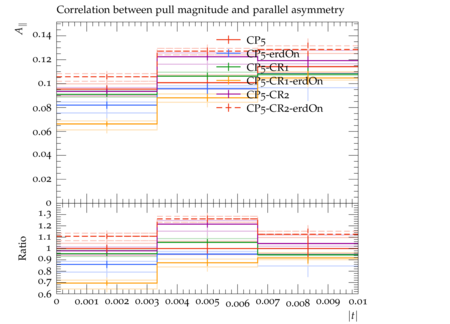 Correlation between pull magnitude and parallel asymmetry
A∥
0.14
0.12
0.1
0.08
0.06
0.04
0.02
0
CP5
CP5-erdOn
CP5-CR1
CP5-CR1-erdOn
CP5-CR2
CP5-CR2-erdOn
Ratio
1.3
1.2
1.1
1
0.9
0.8
0.7
0.6
0 0.001 0.002 0.003 0.004 0.005 0.006 0.007 0.008 0.009 0.01
|t|